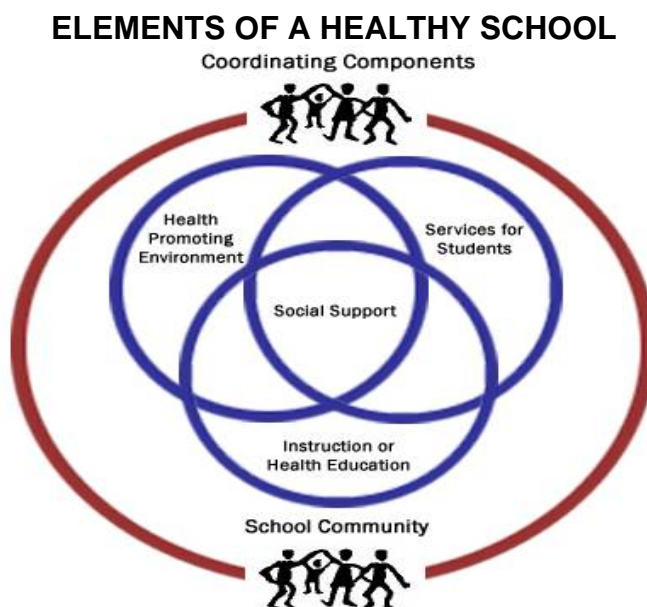 ELEMENTS OF A HEALTHY SCHOOL
Coordinating Components
Health
Promoting
Environment
Services for
Students
Social Support
Instruction or
Health Education
School Community